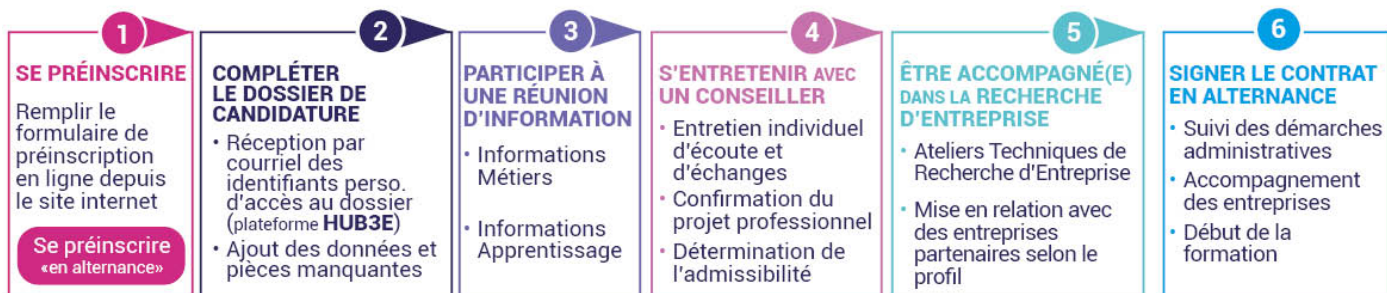 1
SE PRÉINSCRIRE
Remplir le
formulaire de
préinscription
en ligne depuis
le site internet
Se préinscrire
«en alternance»
2
COMPLÉTER
LE DOSSIER DE
CANDIDATURE
• Réception par
courriel des
identifiants perso.
d'accès au dossier
(plateforme HUB3E)
• Ajout des données et
pièces manquantes
3
PARTICIPER À
UNE RÉUNION
D'INFORMATION
• Informations
Métiers
• Informations
Apprentissage
4
S'ENTRETENIR AVEC
UN CONSEILLER
• Entretien individuel
d'écoute et
d'échanges
• Confirmation du
projet professionnel
• Détermination de
l'admissibilité
5
ÊTRE ACCOMPAGNÉ(E)
DANS LA RECHERCHE
D'ENTREPRISE
• Ateliers Techniques de
Recherche d'Entreprise
• Mise en relation avec
des entreprises
partenaires selon le
profil
6
SIGNER LE CONTRAT
EN ALTERNANCE
• Suivi des démarches
administratives
• Accompagnement
des entreprises
• Début de la
formation